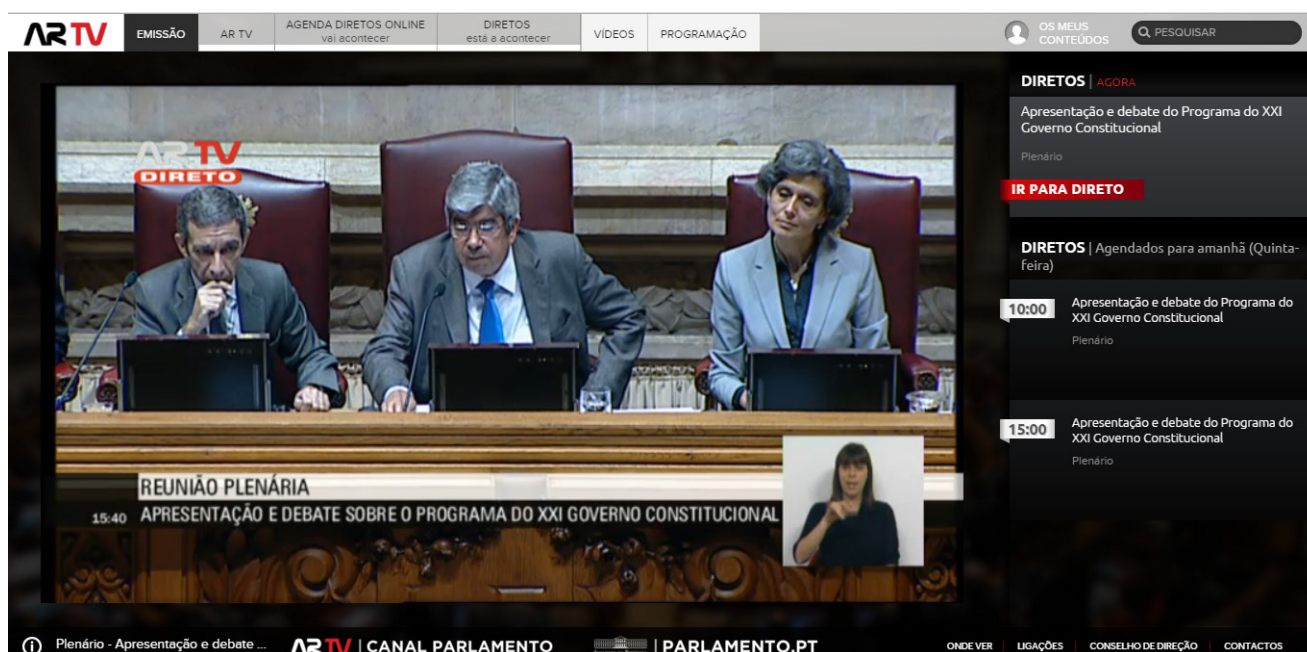 ARTV
EMISSÃO
AR TV
AGENDA DIRETOS ONLINE
vai acontecer
DIRETOS
está a acontecer
VÍDEOS
PROGRAMAÇÃO
OS MEUS
CONTEÚDOS
PESQUISAR
AR.TV
DIRETO
REUNIÃO PLENÁRIA
15:40 APRESENTAÇÃO E DEBATE SOBRE O PROGRAMA DO XXI GOVERNO CONSTITUCIONAL
DIRETOS | AGORA
Apresentação e debate do Programa do XXI
Governo Constitucional
Plenário
IR PARA DIRETO
DIRETOS | Agendados para amanhã (Quinta-
feira)
10:00
Apresentação e debate do Programa do
XXI Governo Constitucional
Plenário
15:00
Apresentação e debate do Programa do
XXI Governo Constitucional
Plenário
Plenário - Apresentação e debate ...
ARTV | CANAL PARLAMENTO
| PARLAMENTO.PT
ONDE VER
LIGAÇÕES
CONSELHO DE DIREÇÃO
CONTACTOS